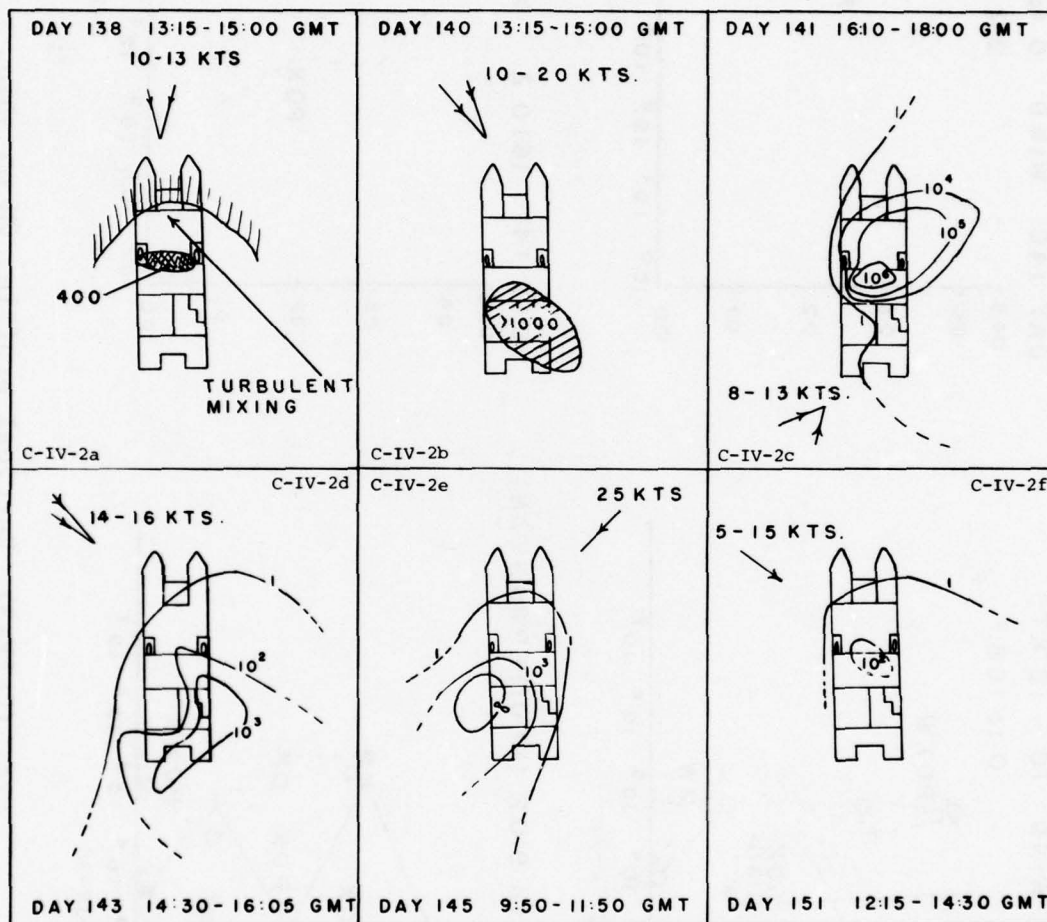 DAY 138 13:15-15:00 GMT
10-13 KTS
400
TURBULENT
MIXING
C-IV-2a
DAY 140 13:15-15:00 GMT
10-20 KTS.
1000
C-IV-2b
DAY 141 16:10-18:00 GMT
1
10⁴
10⁵
10⁶
8-13 KTS.
C-IV-2c
C-IV-2d
14-16 KTS.
1
10²
10³
DAY 143 14:30-16:05 GMT
C-IV-2e
25 KTS
1
1
10³
DAY 145 9:50-11:50 GMT
C-IV-2f
5-15 KTS.
1
DAY 151 12:15-14:30 GMT